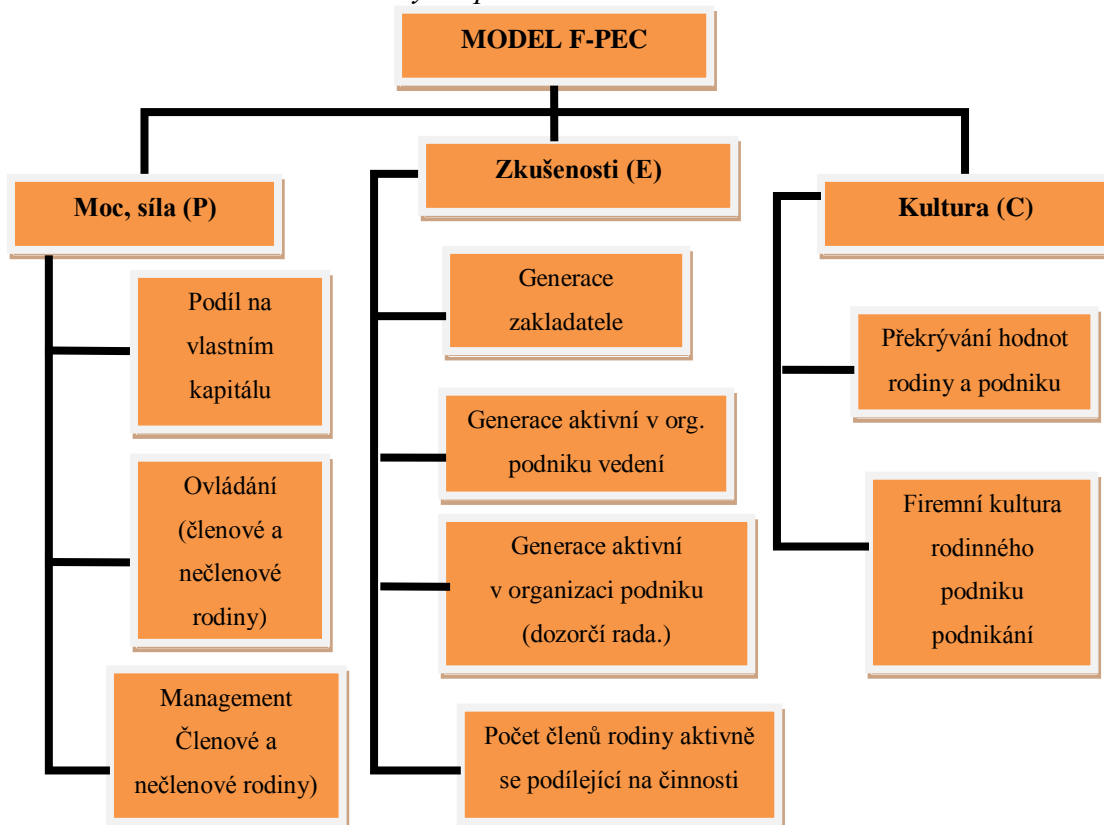 MODEL F-PEC
Moc, síla (P)
Podíl na
vlastním
kapitálu
Ovládání
(členové a
nečlenové
rodiny)
Management
Členové a
nečlenové rodiny)
Zkušenosti (E)
Generace
zakladatele
Generace aktivní v org.
podniku vedení
Generace aktivní
v organizaci podniku
(dozorčí rada.)
Počet členů rodiny aktivně
se podílející na činnosti
Kultura (C)
Překrývání hodnot
rodiny a podniku
Firemní kultura
rodinného
podniku
podnikání